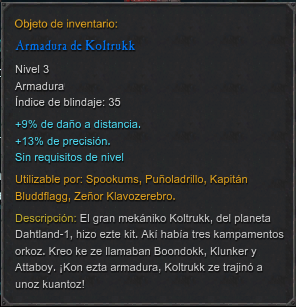 Objeto de inventario:
Armadura de Koltrukk
Nivel 3
Armadura
Índice de blindaje: 35
+9% de daño a distancia.
+13% de precisión.
Sin requisitos de nivel
Utilizable por: Spookums, Puñoladrillo, Kapitán
Bluddflagg, Zeñor Klavozerebro.
Descripción: El gran mekániko Koltrukk, del planeta
Dahtland-1, hizo ezte kit. Akí había tres kampamentos
orkoz. Kreo ke ze llamaban Boondokk, Klunker y
Attaboy. ¡Kon ezta armadura, Koltrukk ze trajinó a
unoz kuantoz!